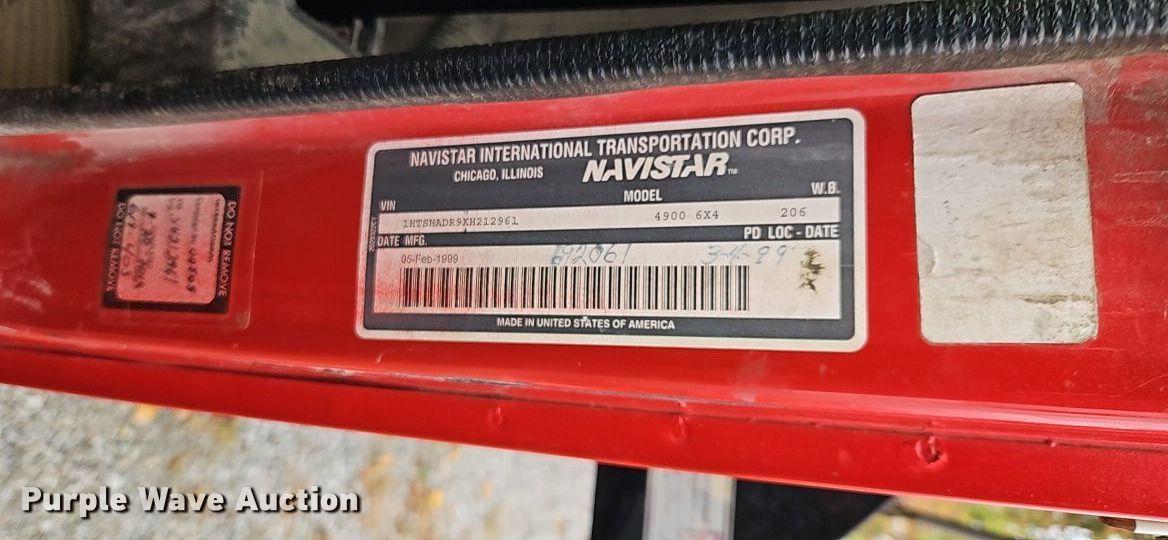 NAVISTAR INTERNATIONAL TRANSPORTATION CORP.
CHICAGO, ILLINOIS NAVISTAR™
VIN MODEL W.B.
1HTSHADR9XH212961 4900 6X4 206
DATE MFG. PD LOC - DATE
05-Feb-1999 692061 3-4-99
MADE IN UNITED STATES OF AMERICA
DO NOT REMOVE
DO NOT REMOVE
Purple Wave Auction